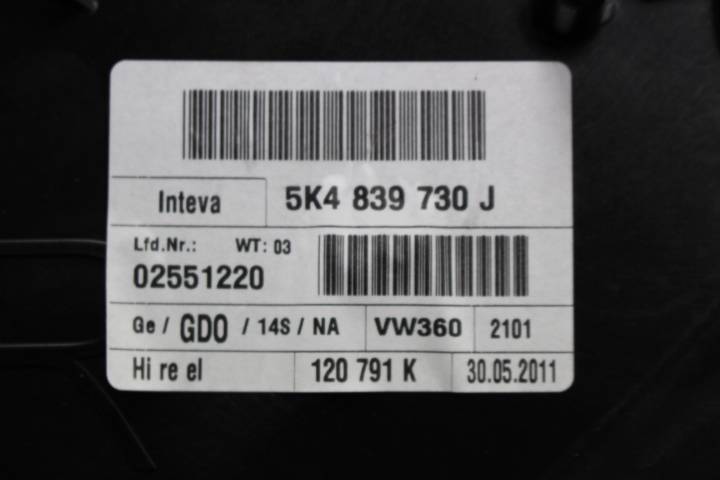 Inteva 5K4 839 730 J
Lfd.Nr.: WT: 03
02551220
Ge / GDO / 14S / NA VW360 2101
Hi re el 120 791 K 30.05.2011